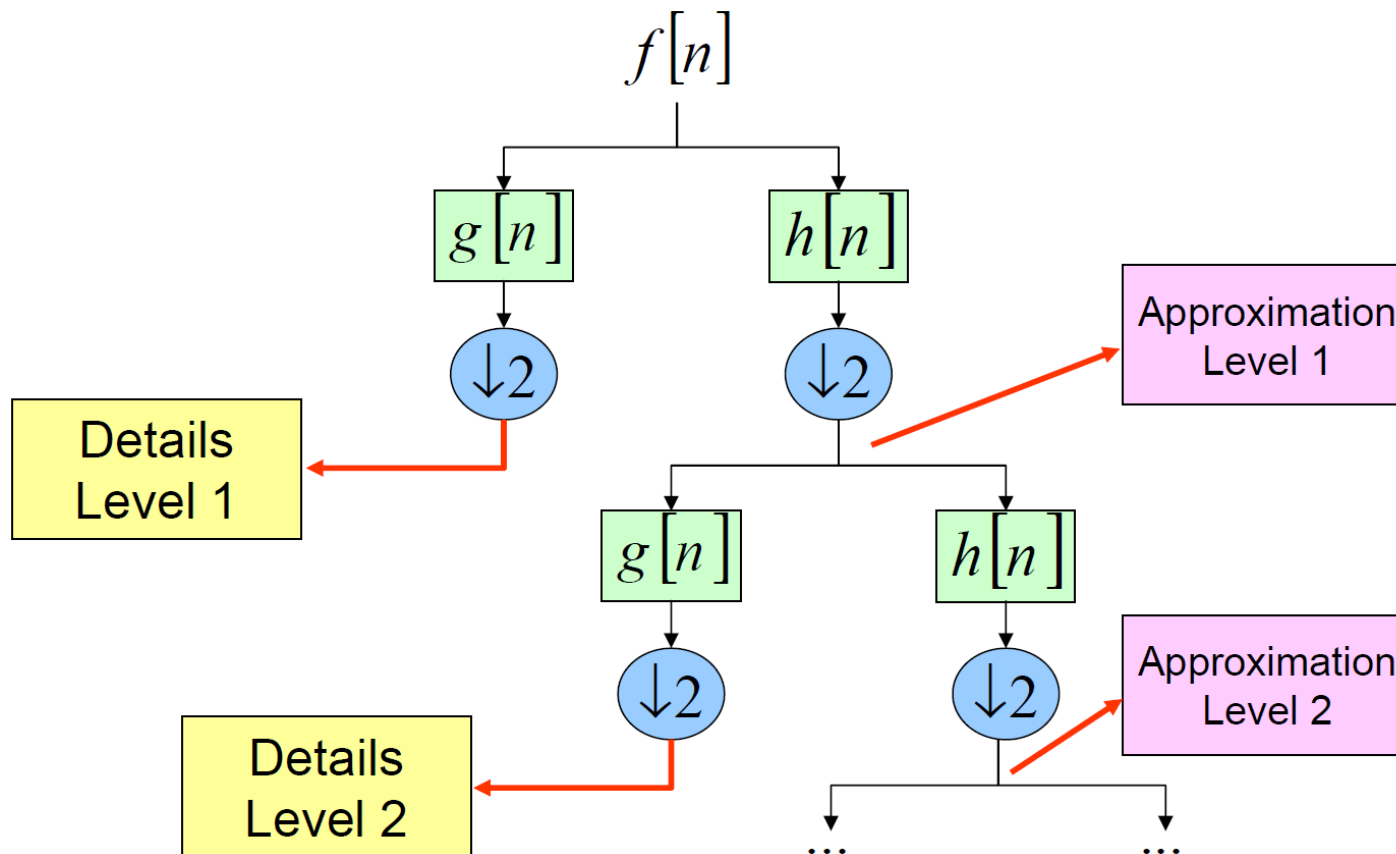 f[n]
g[n]
h[n]
↓2
↓2
Approximation
Level 1
Details
Level 1
g[n]
h[n]
↓2
↓2
Approximation
Level 2
Details
Level 2
...
...